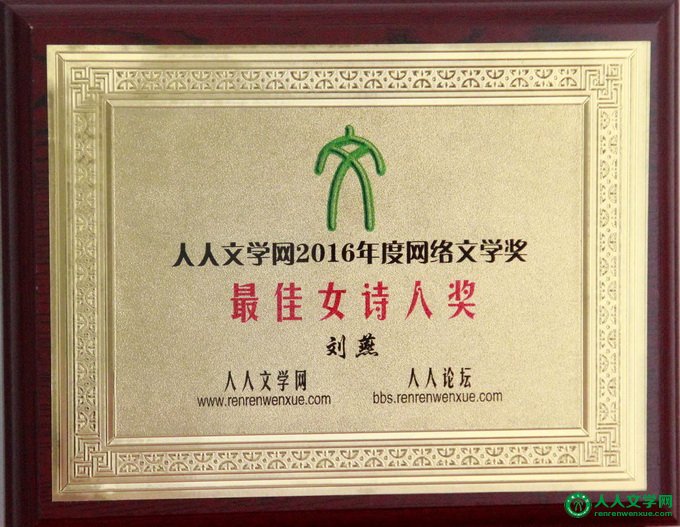 人人文学网2016年度网络文学奖
最佳女诗人奖
刘燕
人人文学网
www.renrenwenxue.com
人人论坛
bbs.renrenwenxue.com
人人文学网
renrenwenxue.com